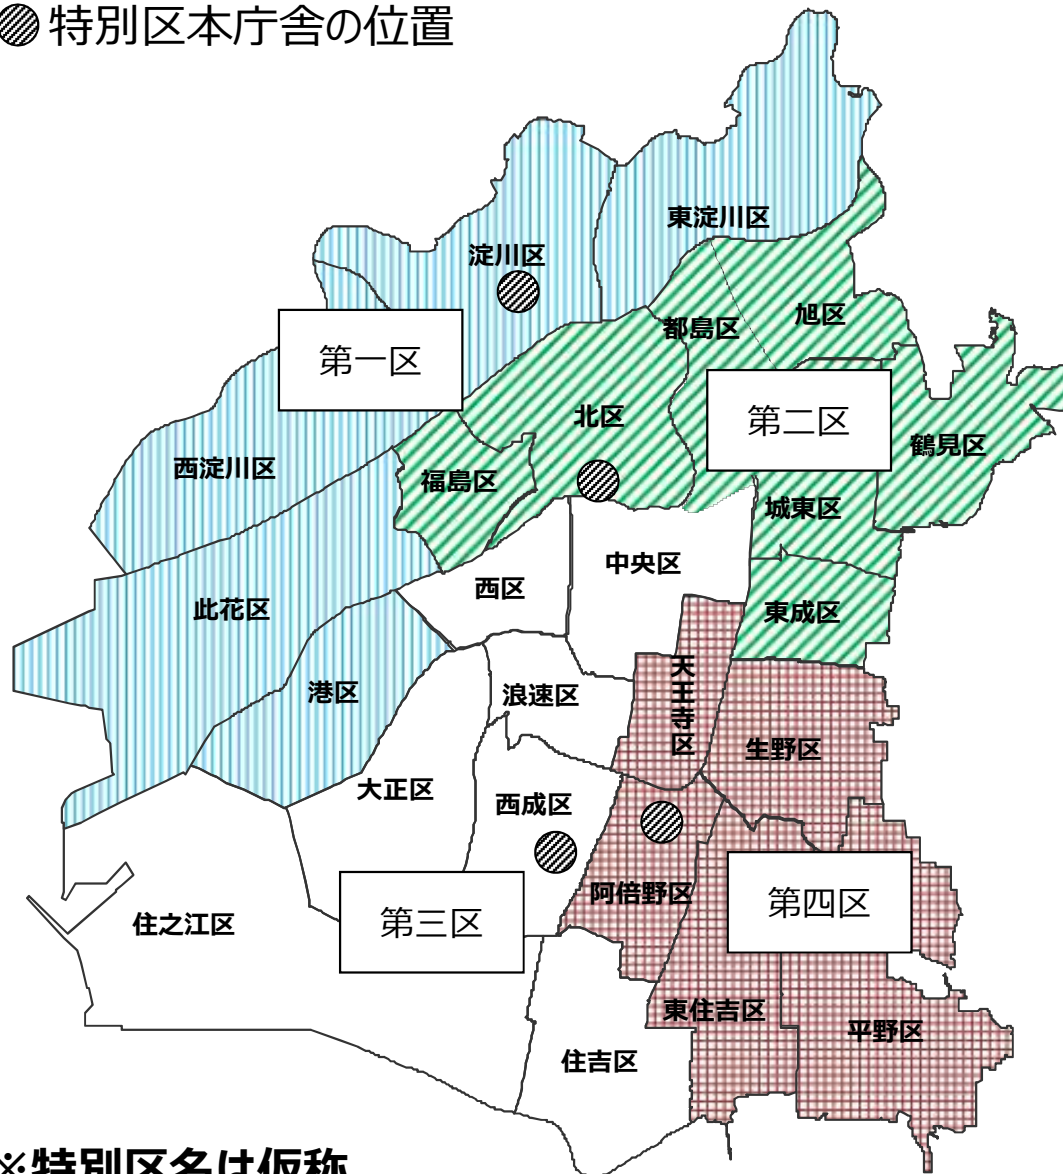 特別区本庁舎の位置
東淀川区
淀川区
都島区
旭区
第一区
北区
第二区
鶴見区
西淀川区
福島区
城東区
中央区
西区
此花区
東成区
天王寺区
港区
浪速区
生野区
大正区
西成区
阿倍野区
第四区
第三区
住之江区
東住吉区
平野区
住吉区
※特別区名は仮称